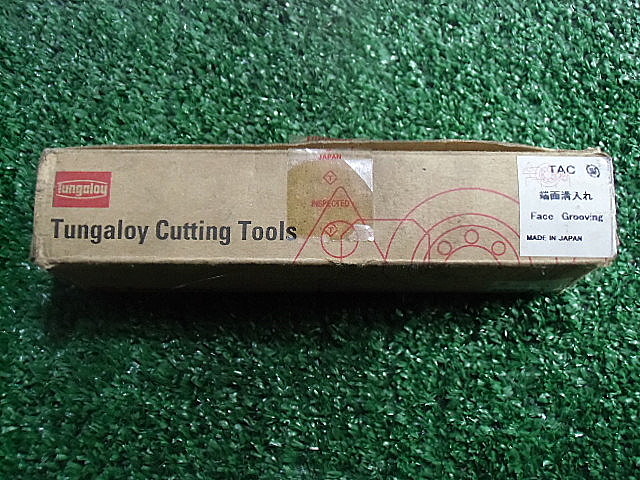 Tungaloy
Tungaloy Cutting Tools
JAPAN
T
INSPECTED
T
TAC
端面溝入れ
Face Grooving
MADE IN JAPAN